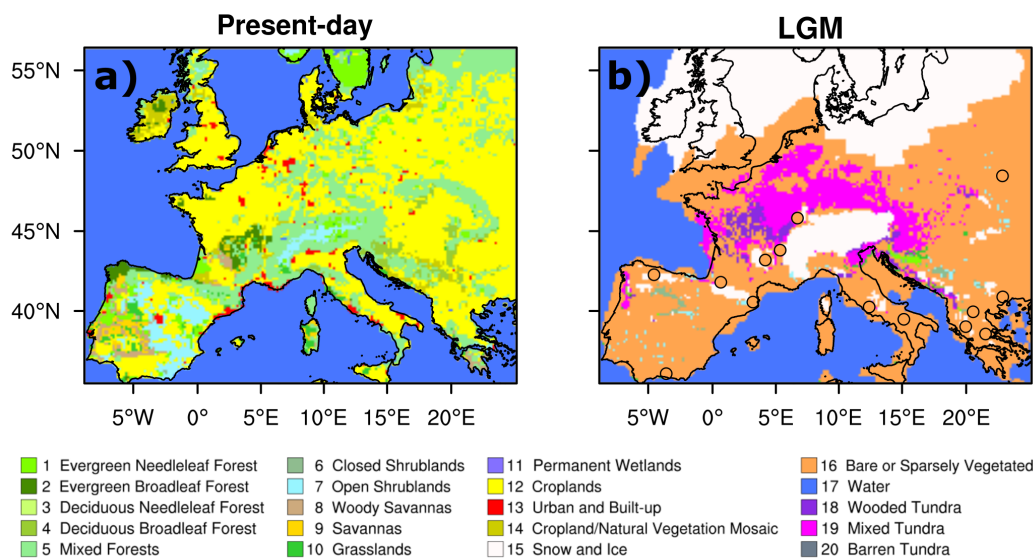 Present-day
LGM
a)
b)
55°N
50°N
45°N
40°N
55°N
50°N
45°N
40°N
5°W 0° 5°E 10°E 15°E 20°E
5°W 0° 5°E 10°E 15°E 20°E
1 Evergreen Needleleaf Forest
2 Evergreen Broadleaf Forest
3 Deciduous Needleleaf Forest
4 Deciduous Broadleaf Forest
5 Mixed Forests
6 Closed Shrublands
7 Open Shrublands
8 Woody Savannas
9 Savannas
10 Grasslands
11 Permanent Wetlands
12 Croplands
13 Urban and Built-up
14 Cropland/Natural Vegetation Mosaic
15 Snow and Ice
16 Bare or Sparsely Vegetated
17 Water
18 Wooded Tundra
19 Mixed Tundra
20 Barren Tundra